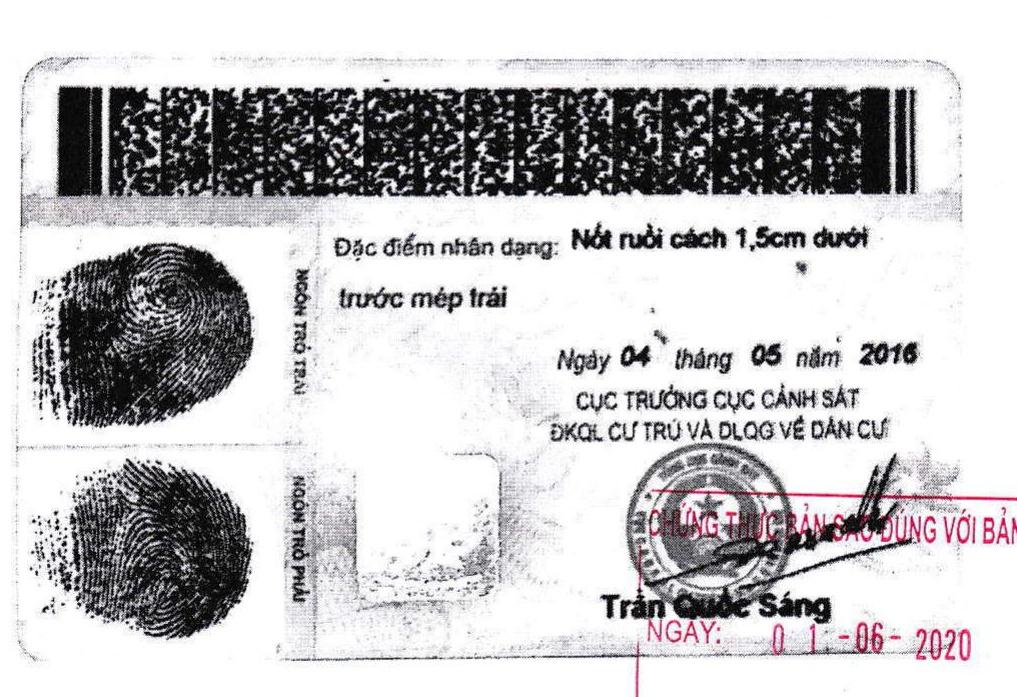 Đặc điểm nhân dạng: Nốt ruồi cách 1,5cm dưới
trước mép trái
NGÓN TRỎ TRÁI
NGÓN TRỎ PHẢI
Ngày 04 tháng 05 năm 2016
CỤC TRƯỞNG CỤC CẢNH SÁT
ĐKQL CƯ TRÚ VÀ DLQG VỀ DÂN CƯ
CHỨNG THỰC BẢN SAO ĐÚNG VỚI BẢN
Trần Quốc Sáng
NGÀY: 01-06-2020